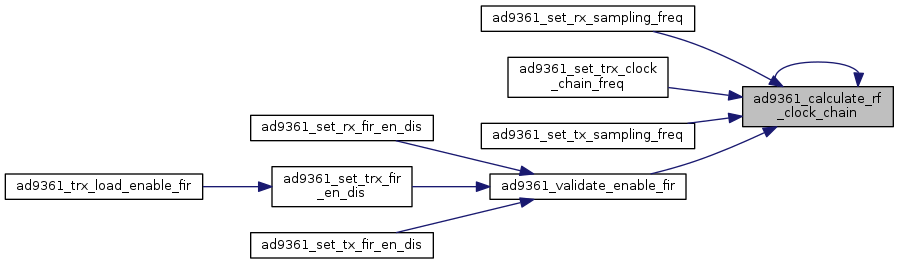 ad9361_set_rx_sampling_freq
ad9361_set_trx_clock
_chain_freq
ad9361_calculate_rf
_clock_chain
ad9361_set_rx_fir_en_dis
ad9361_set_tx_sampling_freq
ad9361_trx_load_enable_fir
ad9361_set_trx_fir
_en_dis
ad9361_validate_enable_fir
ad9361_set_tx_fir_en_dis